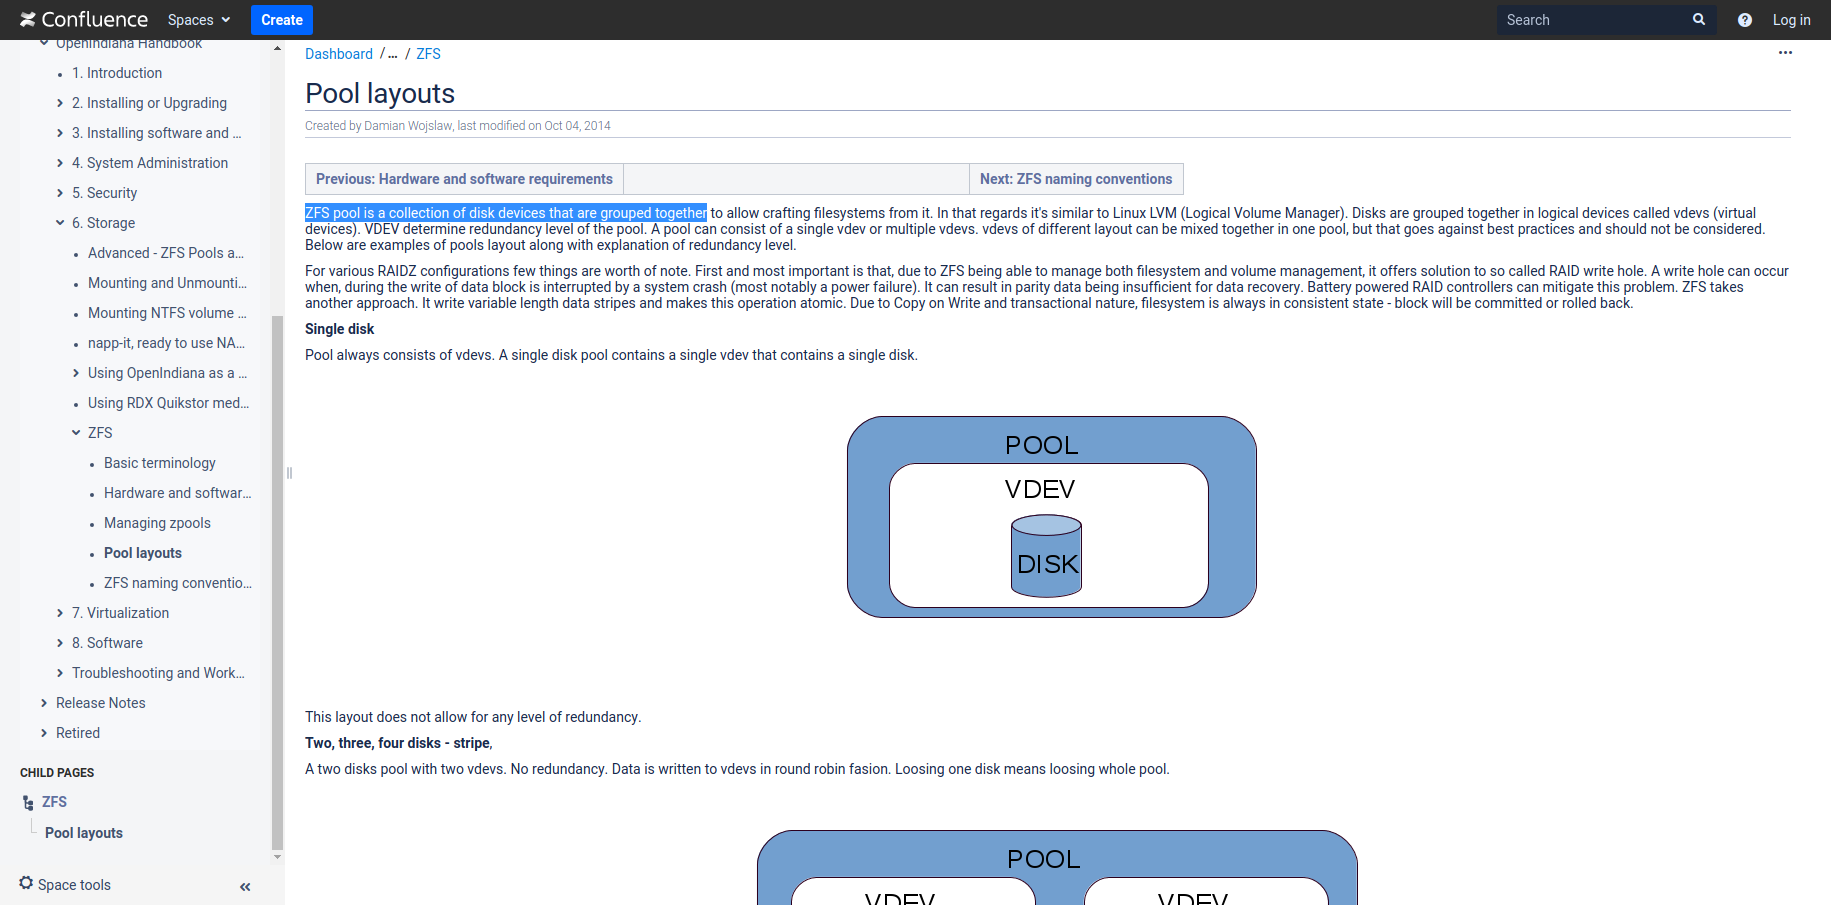 Confluence Spaces Create Search Log in
OpenIndiana Handbook
1. Introduction
2. Installing or Upgrading
3. Installing software and ...
4. System Administration
5. Security
6. Storage
Advanced - ZFS Pools a...
Mounting and Unmounti...
Mounting NTFS volume ...
napp-it, ready to use NA...
Using OpenIndiana as a ...
Using RDX Quikstor med...
ZFS
Basic terminology
Hardware and softwar...
Managing zpools
Pool layouts
ZFS naming conventio...
7. Virtualization
8. Software
Troubleshooting and Work...
Release Notes
Retired
CHILD PAGES
ZFS
Pool layouts
Space tools
Dashboard / ... / ZFS
Pool layouts
Created by Damian Wojslaw, last modified on Oct 04, 2014
Previous: Hardware and software requirements Next: ZFS naming conventions
ZFS pool is a collection of disk devices that are grouped together to allow crafting filesystems from it. In that regards it's similar to Linux LVM (Logical Volume Manager). Disks are grouped together in logical devices called vdevs (virtual
devices). VDEV determine redundancy level of the pool. A pool can consist of a single vdev or multiple vdevs. vdevs of different layout can be mixed together in one pool, but that goes against best practices and should not be considered.
Below are examples of pools layout along with explanation of redundancy level.
For various RAIDZ configurations few things are worth of note. First and most important is that, due to ZFS being able to manage both filesystem and volume management, it offers solution to so called RAID write hole. A write hole can occur
when, during the write of data block is interrupted by a system crash (most notably a power failure). It can result in parity data being insufficient for data recovery. Battery powered RAID controllers can mitigate this problem. ZFS takes
another approach. It write variable length data stripes and makes this operation atomic. Due to Copy on Write and transactional nature, filesystem is always in consistent state - block will be committed or rolled back.
Single disk
Pool always consists of vdevs. A single disk pool contains a single vdev that contains a single disk.
POOL
VDEV
DISK
This layout does not allow for any level of redundancy.
Two, three, four disks - stripe,
A two disks pool with two vdevs. No redundancy. Data is written to vdevs in round robin fasion. Loosing one disk means loosing whole pool.
POOL
VDEV VDEV